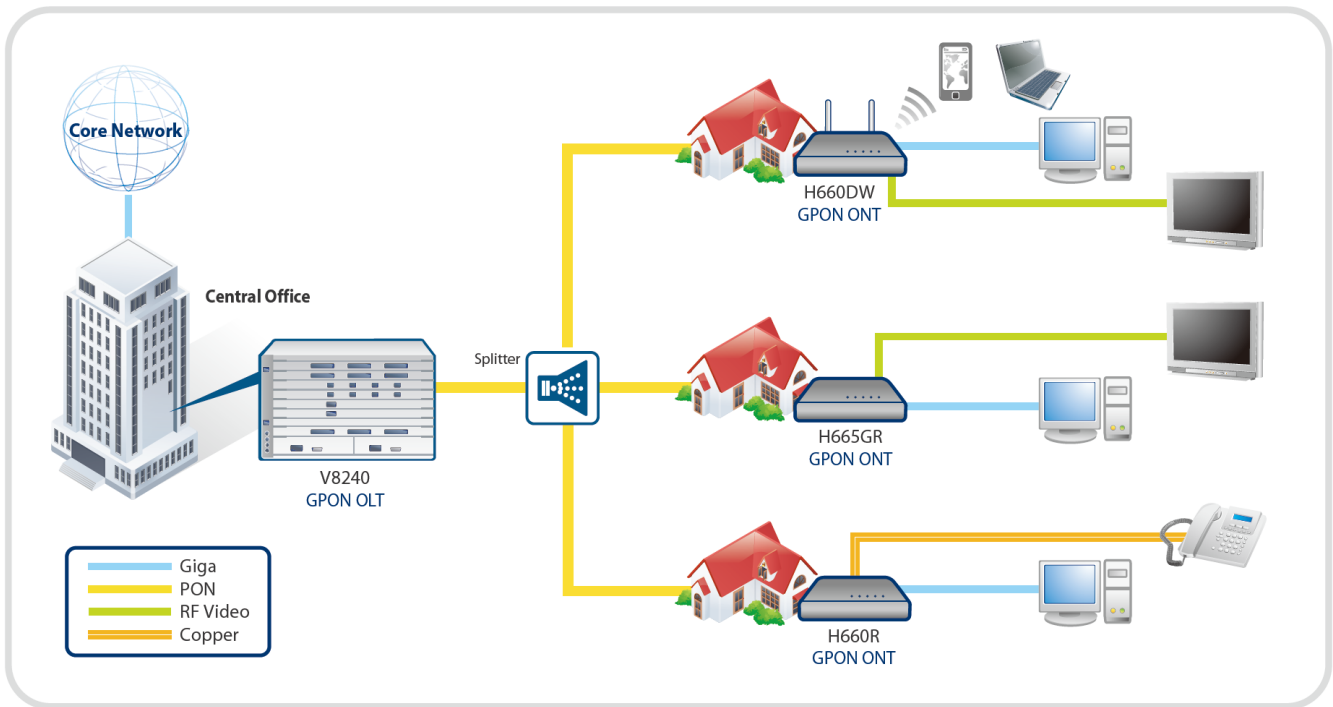 Core Network
Central Office
V8240
GPON OLT
Splitter
H660DW
GPON ONT
H665GR
GPON ONT
H660R
GPON ONT
Giga
PON
RF Video
Copper